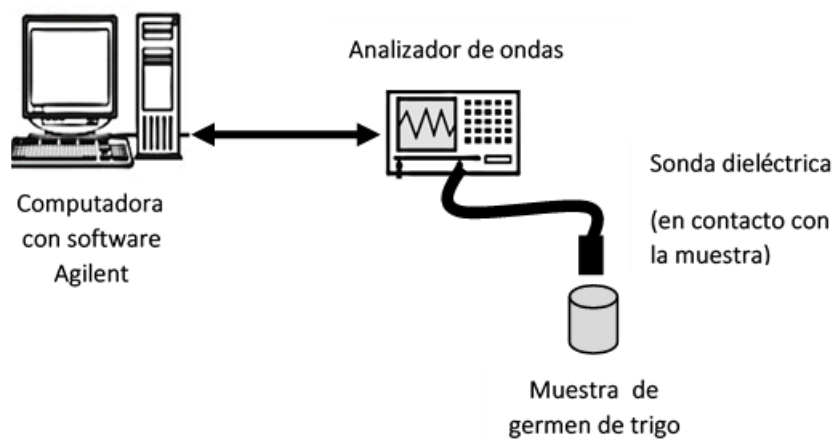 Analizador de ondas
Computadora
con software
Agilent
Sonda dieléctrica
(en contacto con
la muestra)
Muestra de
germen de trigo